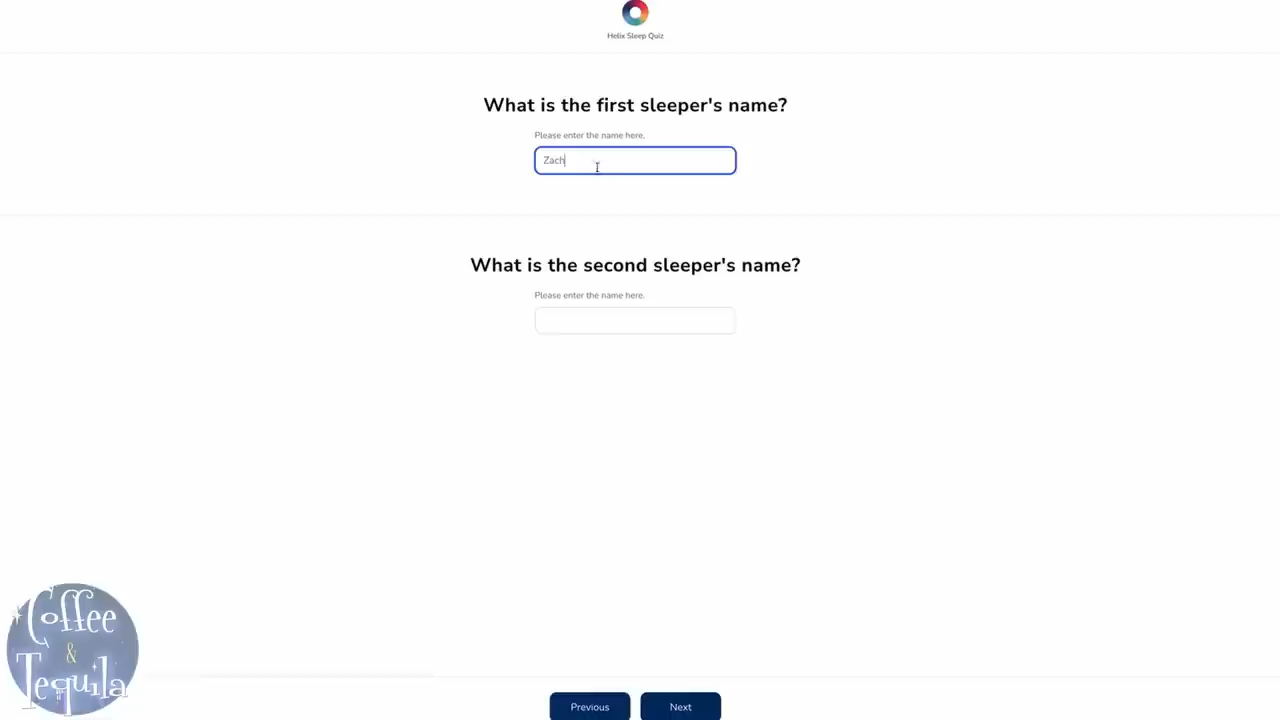 Helix Sleep Quiz
What is the first sleeper's name?
Please enter the name here.
Zach
What is the second sleeper's name?
Please enter the name here.
Coffee
&
Tequila
Previous
Next